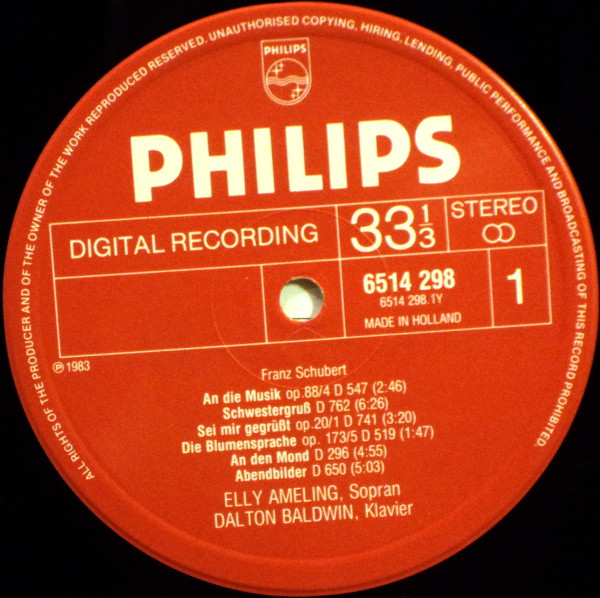 ALL RIGHTS OF THE PRODUCER AND OF THE OWNER OF THE WORK REPRODUCED RESERVED. UNAUTHORISED COPYING, HIRING, LENDING, PUBLIC PERFORMANCE AND BROADCASTING OF THIS RECORD PROHIBITED.
PHILIPS
PHILIPS
DIGITAL RECORDING
33 1/3
STEREO
6514 298
6514 298.1Y
MADE IN HOLLAND
1
℗ 1983
Franz Schubert
An die Musik op.88/4 D 547 (2:46)
Schwestergruß D 762 (6:26)
Sei mir gegrüßt op.20/1 D 741 (3:20)
Die Blumensprache op. 173/5 D 519 (1:47)
An den Mond D 296 (4:55)
Abendbilder D 650 (5:03)
ELLY AMELING, Sopran
DALTON BALDWIN, Klavier